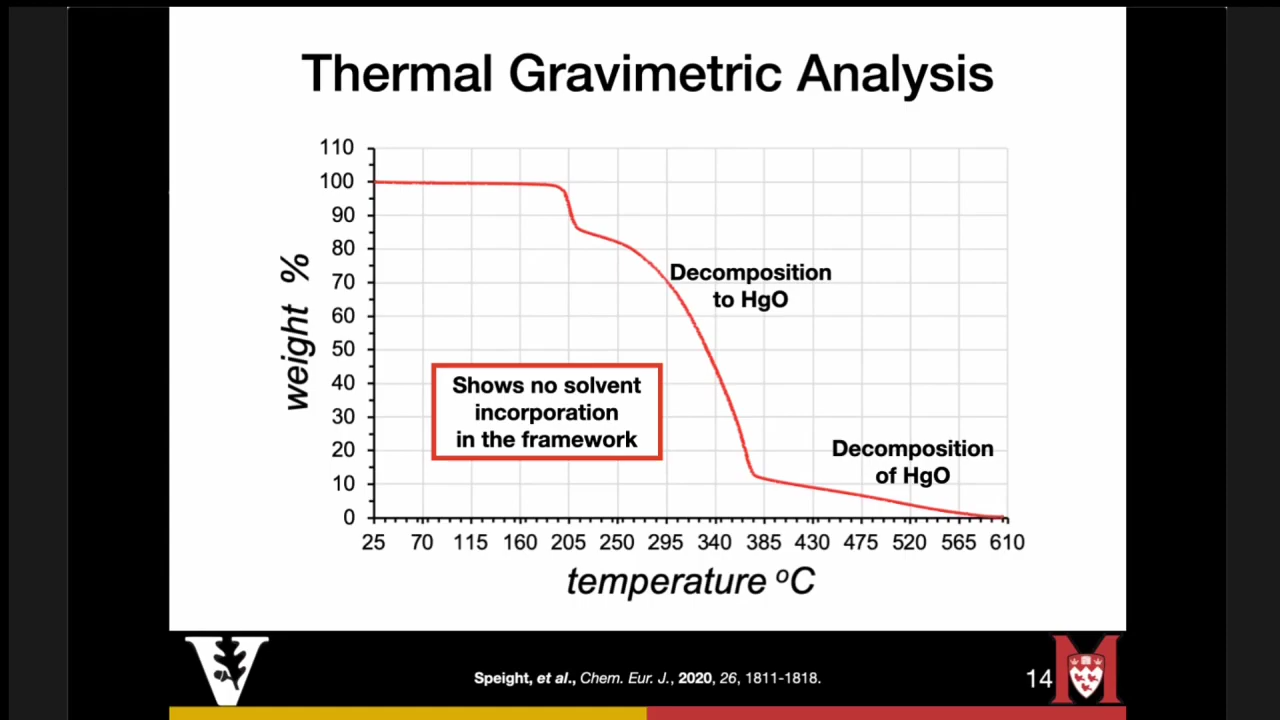 Thermal Gravimetric Analysis
110
100
90
80
70
60
50
40
30
20
10
0
weight %
Decomposition
to HgO
Shows no solvent
incorporation
in the framework
Decomposition
of HgO
25 70 115 160 205 250 295 340 385 430 475 520 565 610
temperature ºC
V
Speight, et al., Chem. Eur. J., 2020, 26, 1811-1818.
14
M